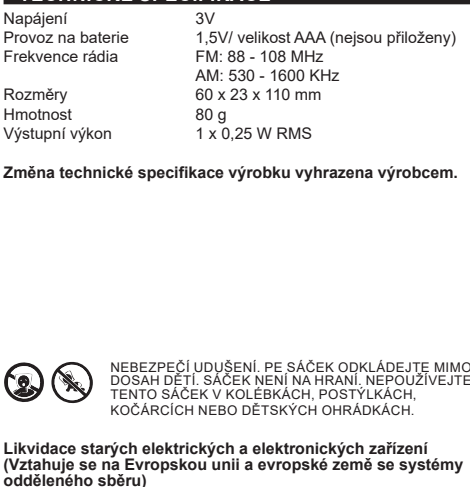 TECHNICKÉ SPECIFIKACE
Napájení 3V
Provoz na baterie 1,5V/ velikost AAA (nejsou přiloženy)
Frekvence rádia FM: 88 - 108 MHz
AM: 530 - 1600 KHz
Rozměry 60 x 23 x 110 mm
Hmotnost 80 g
Výstupní výkon 1 x 0,25 W RMS
Změna technické specifikace výrobku vyhrazena výrobcem.
NEBEZPEČÍ UDUŠENÍ. PE SÁČEK ODKLÁDEJTE MIMO
DOSAH DĚTÍ. SÁČEK NENÍ NA HRANÍ. NEPOUŽÍVEJTE
TENTO SÁČEK V KOLÉBKÁCH, POSTÝLKÁCH,
KOČÁRCÍCH NEBO DĚTSKÝCH OHRÁDKÁCH.
Likvidace starých elektrických a elektronických zařízení
(Vztahuje se na Evropskou unii a evropské země se systémy
odděleného sběru)